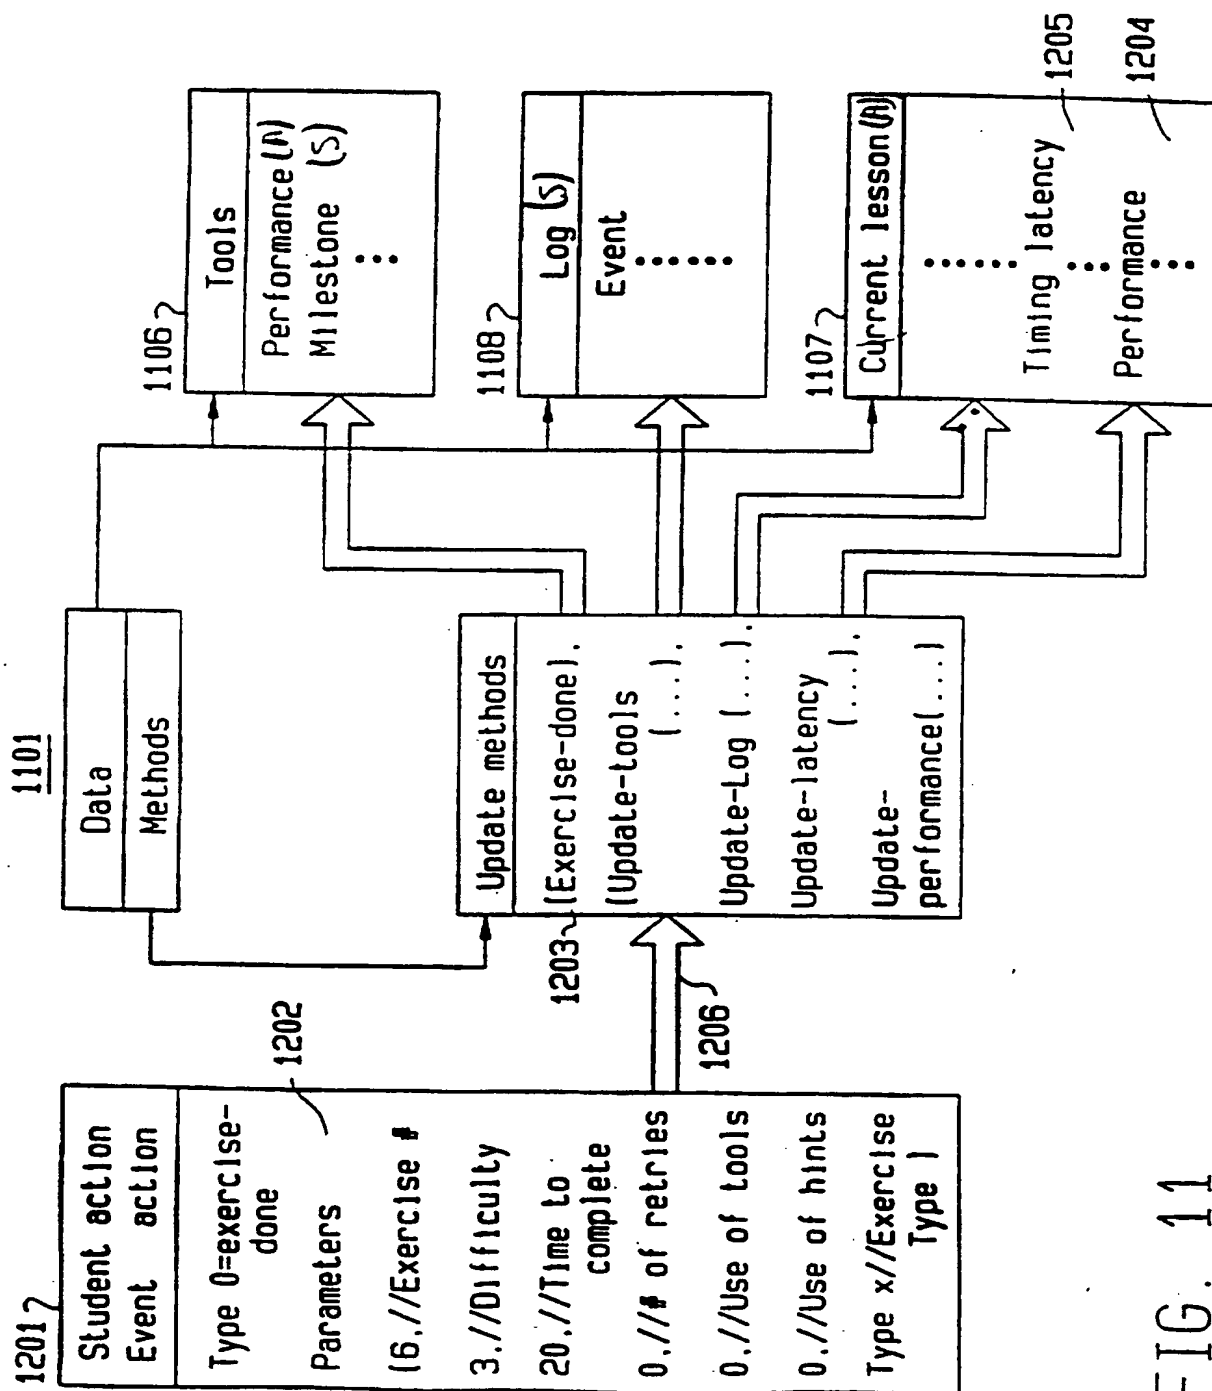 1101
Data
Methods
1201
Student action
Event action
Type 0=exercise-
done
Parameters
1202
(6,//Exercise #
3,//Difficulty
20,//Time to
complete
0,//# of retries
0,//Use of tools
0,//Use of hints
Type x//Exercise
Type )
1206
Update methods
1203
(Exercise-done),
(Update-tools
(....),
Update-Log (....),
Update-latency
(....),
Update-
performance(....)
1106
Tools
Performance(A)
Milestone (S)
1108
Log (S)
Event
1107
Current lesson(A)
Timing latency
1205
Performance
1204
FIG. 11